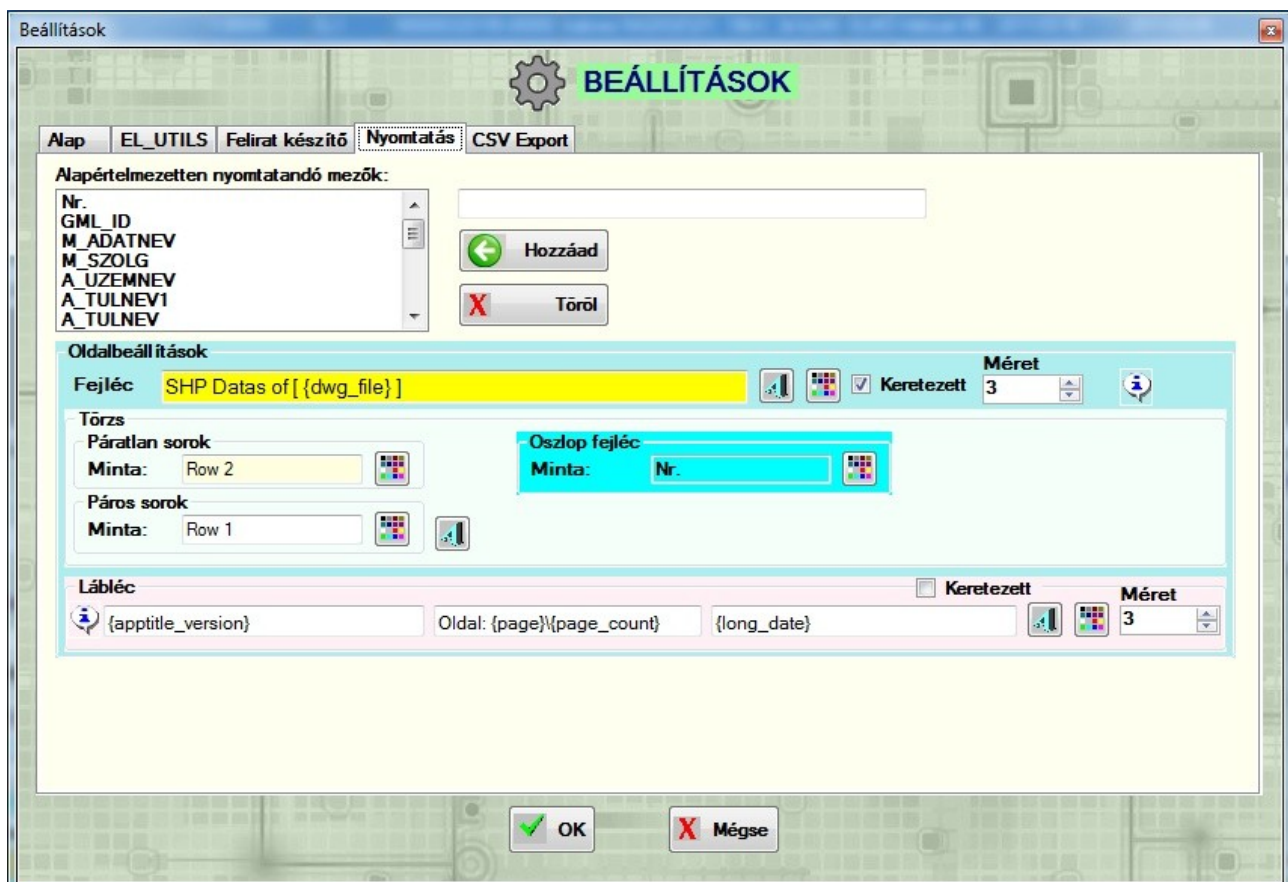 Beállítások
BEÁLLÍTÁSOK
Alap EL_UTILS Felirat készítő Nyomtatás CSV Export
Alapértelmezetten nyomtatandó mezők:
Nr.
GML_ID
M_ADATNEV
M_SZOLG
A_UZEMNEV
A_TULNEV1
A_TULNEV
Hozzáad
X Töröl
Oldalbeállítások
Méret
Fejléc SHP Datas of [ {dwg_file} ] Keretezett 3
Törzs
Páratlan sorok Oszlop fejléc
Minta: Row 2 Minta: Nr.
Páros sorok
Minta: Row 1
Lábléc Keretezett Méret
{apptitle_version} Oldal: {page}\{page_count} {long_date} 3
OK X Mégse